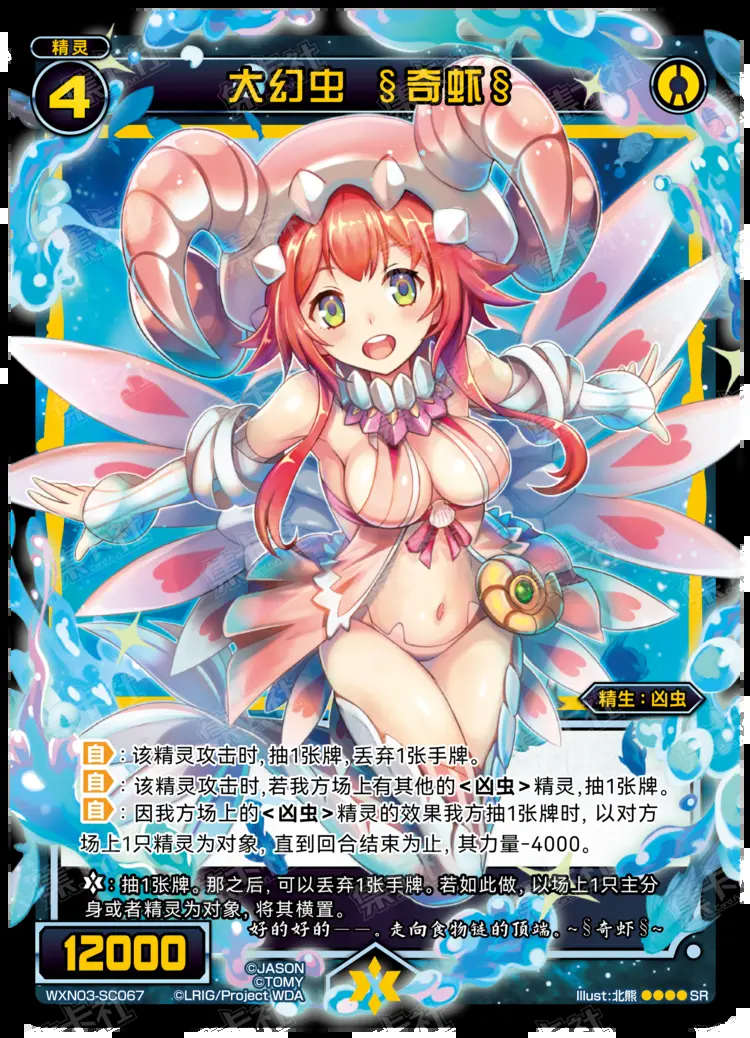 精灵
4
大幻虫 §奇虾§
精生：凶虫
自：该精灵攻击时，抽1张牌，丢弃1张手牌。
自：该精灵攻击时，若我方场上有其他的<凶虫>精灵，抽1张牌。
自：因我方场上的<凶虫>精灵的效果我方抽1张牌时，以对方
场上1只精灵为对象，直到回合结束为止，其力量-4000。
：抽1张牌。那之后，可以丢弃1张手牌。若如此做，以场上1只主分
身或者精灵为对象，将其横置。
好的好的——。走向食物链的顶端。~§奇虾§~
12000
©JASON
©TOMY
WXN03-SC067 ©LRIG/Project WDA
Illust:北熊 ●●●●SR
集卡社